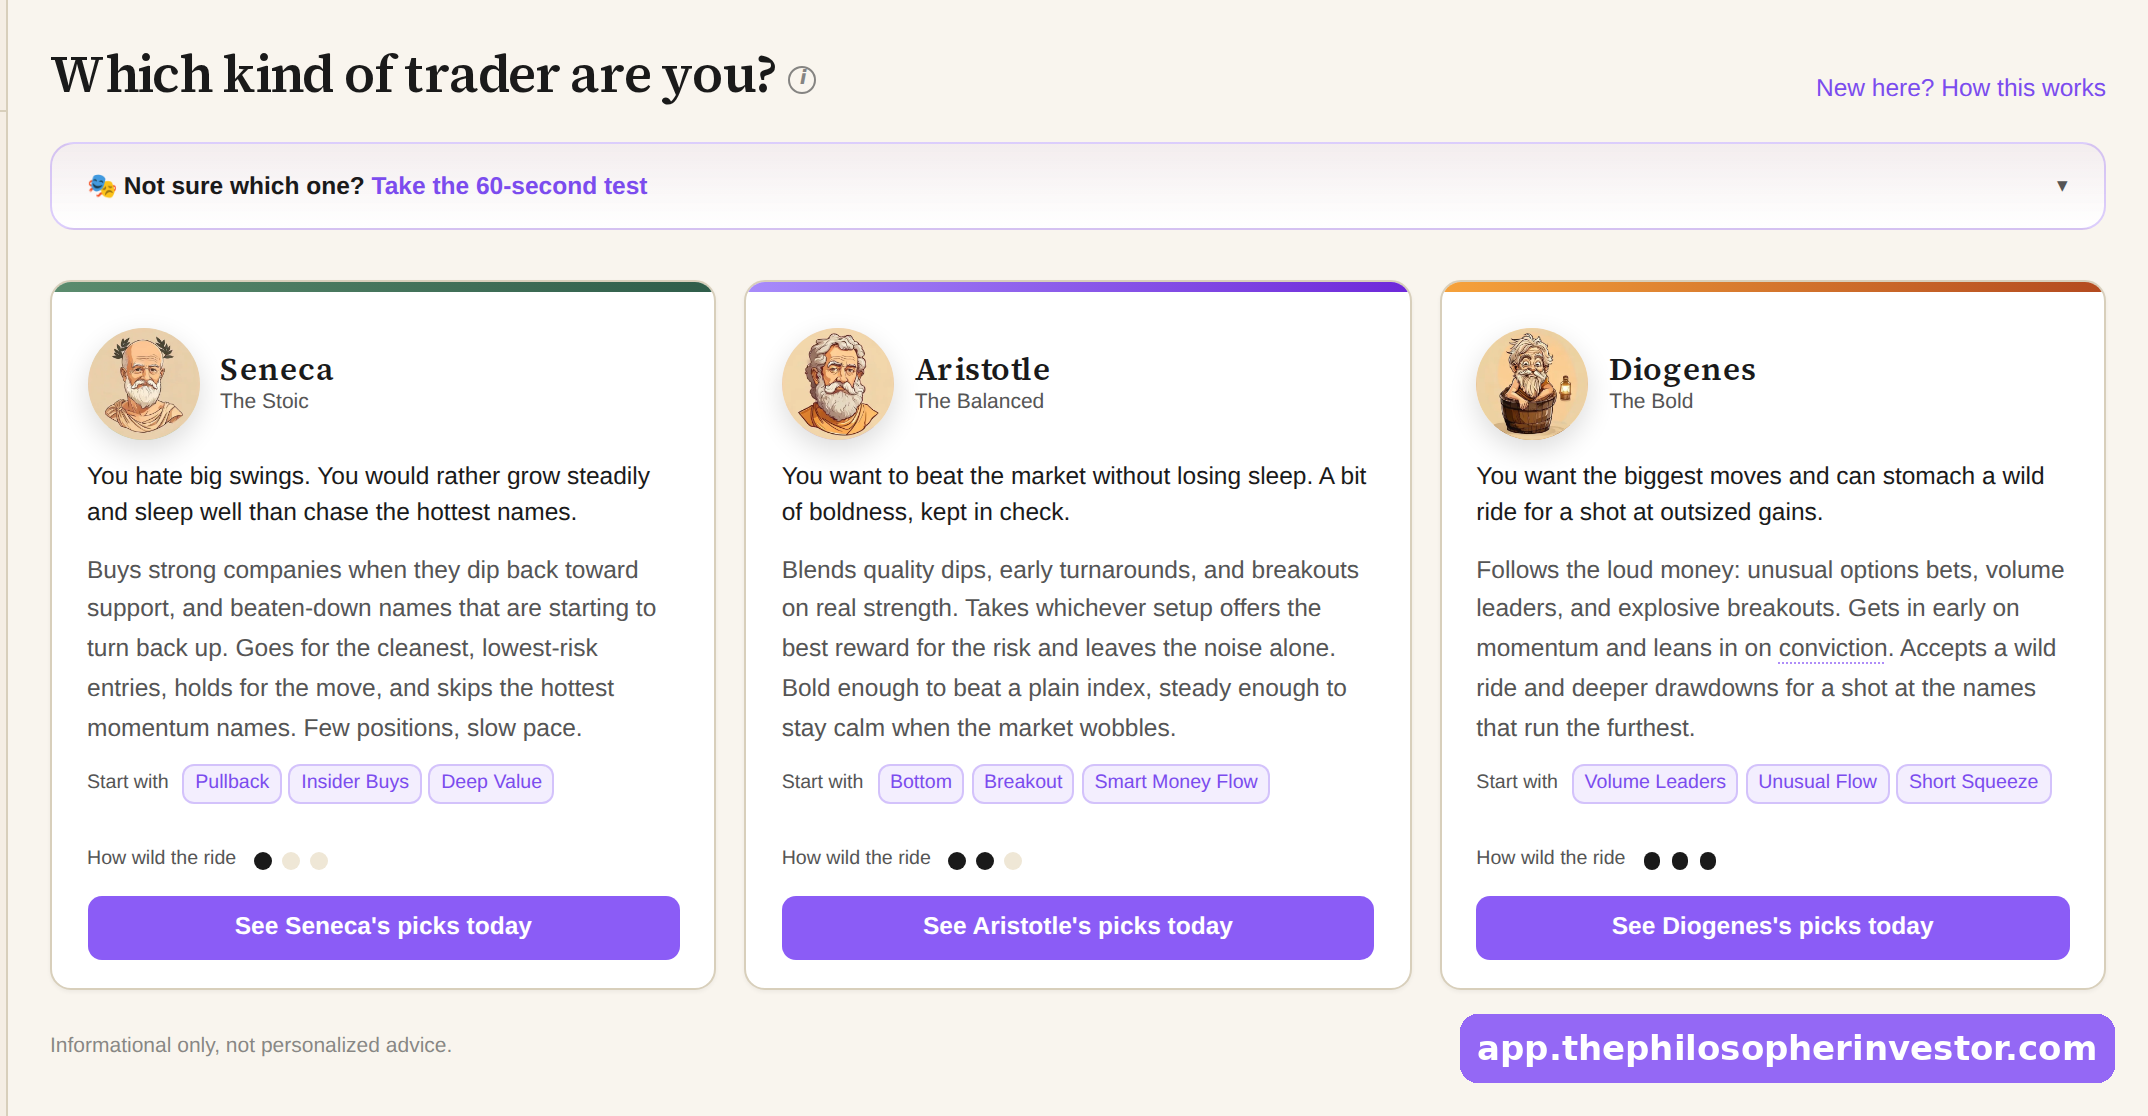 Which kind of trader are you? i
New here? How this works
🎭 Not sure which one? Take the 60-second test ▼
Seneca
The Stoic
You hate big swings. You would rather grow steadily
and sleep well than chase the hottest names.
Buys strong companies when they dip back toward
support, and beaten-down names that are starting to
turn back up. Goes for the cleanest, lowest-risk
entries, holds for the move, and skips the hottest
momentum names. Few positions, slow pace.
Start with Pullback Insider Buys Deep Value
How wild the ride
See Seneca's picks today
Aristotle
The Balanced
You want to beat the market without losing sleep. A bit
of boldness, kept in check.
Blends quality dips, early turnarounds, and breakouts
on real strength. Takes whichever setup offers the
best reward for the risk and leaves the noise alone.
Bold enough to beat a plain index, steady enough to
stay calm when the market wobbles.
Start with Bottom Breakout Smart Money Flow
How wild the ride
See Aristotle's picks today
Diogenes
The Bold
You want the biggest moves and can stomach a wild
ride for a shot at outsized gains.
Follows the loud money: unusual options bets, volume
leaders, and explosive breakouts. Gets in early on
momentum and leans in on conviction. Accepts a wild
ride and deeper drawdowns for a shot at the names
that run the furthest.
Start with Volume Leaders Unusual Flow Short Squeeze
How wild the ride
See Diogenes's picks today
Informational only, not personalized advice.
app.thephilosopherinvestor.com